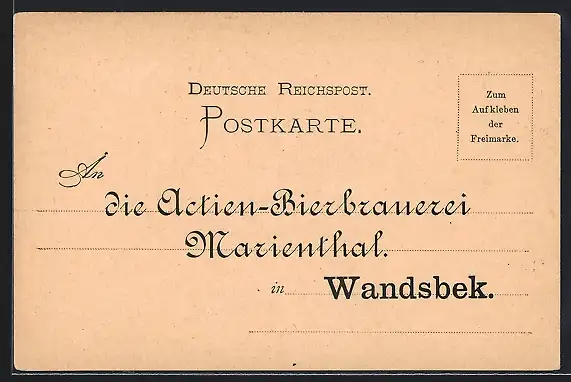 DEUTSCHE REICHSPOST.
POSTKARTE.
Zum
Aufkleben
der
Freimarke.
An
die Actien-Bierbrauerei
Marienthal.
in Wandsbek.